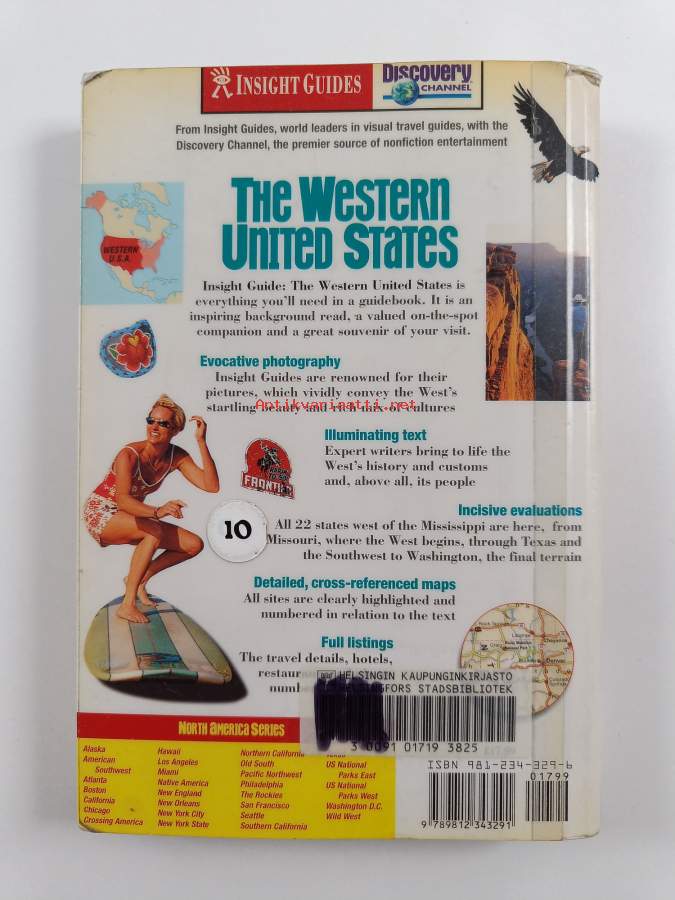 INSIGHT GUIDES
Discovery
CHANNEL
From Insight Guides, world leaders in visual travel guides, with the
Discovery Channel, the premier source of nonfiction entertainment
THE WESTERN
UNITED STATES
WESTERN
U.S.A.
Insight Guide: The Western United States is
everything you'll need in a guidebook. It is an
inspiring background read, a valued on-the-spot
companion and a great souvenir of your visit.
Evocative photography
Insight Guides are renowned for their
pictures, which vividly convey the West's
startling beauty and rich mix of cultures
Antikvariaatti.net
Illuminating text
Expert writers bring to life the
West's history and customs
and, above all, its people
FRONTIER
Incisive evaluations
10
All 22 states west of the Mississippi are here, from
Missouri, where the West begins, through Texas and
the Southwest to Washington, the final terrain
Detailed, cross-referenced maps
All sites are clearly highlighted and
numbered in relation to the text
Full listings
The travel details, hotels,
Cheyenne
Denver
HELSINGIN KAUPUNGINKIRJASTO
HELSINGFORS STADSBIBLIOTEK
3 0091 01719 3825
NORTH AMERICA SERIES
Alaska
American
Southwest
Atlanta
Boston
California
Chicago
Crossing America
Hawaii
Los Angeles
Miami
Native America
New England
New Orleans
New York City
New York State
Northern California
Old South
Pacific Northwest
Philadelphia
The Rockies
San Francisco
Seattle
Southern California
US National
Parks East
US National
Parks West
Washington D.C.
Wild West
ISBN 981-234-329-6
01799
9 789812 343291